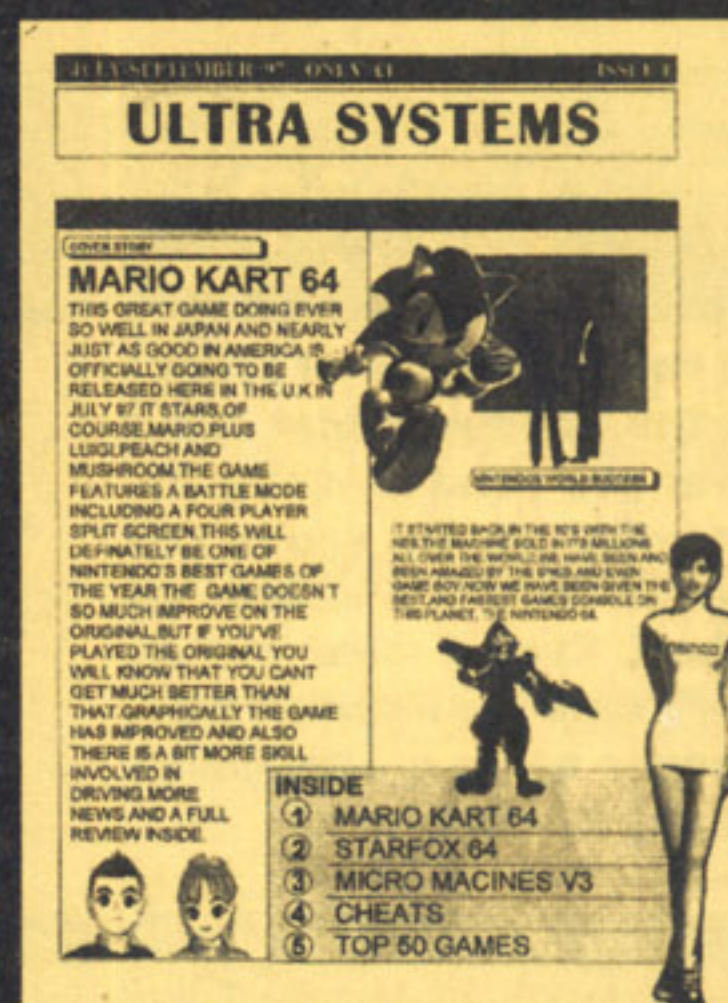 JULY-SEPTEMBER 97 ONLY £1 ISSUE 1
ULTRA SYSTEMS
COVER STORY
MARIO KART 64
THIS GREAT GAME DOING EVER
SO WELL IN JAPAN AND NEARLY
JUST AS GOOD IN AMERICA IS
OFFICIALLY GOING TO BE
RELEASED HERE IN THE U.K IN
JULY 97 IT STARS,OF
COURSE,MARIO,PLUS
LUIGI,PEACH AND
MUSHROOM.THE GAME
FEATURES A BATTLE MODE
INCLUDING A FOUR PLAYER
SPLIT SCREEN.THIS WILL
DEFINATELY BE ONE OF
NINTENDO'S BEST GAMES OF
THE YEAR THE GAME DOESN'T
SO MUCH IMPROVE ON THE
ORIGINAL,BUT IF YOU'VE
PLAYED THE ORIGINAL YOU
WILL KNOW THAT YOU CANT
GET MUCH BETTER THAN
THAT.GRAPHICALLY THE GAME
HAS IMPROVED AND ALSO
THERE IS A BIT MORE SKILL
INVOLVED IN
DRIVING.MORE
NEWS AND A FULL
REVIEW INSIDE.
NINTENDOS WORLD SUCCESS
IT STARTED BACK IN THE 80'S WITH THE
NES.THE MACHINE SOLD IN IT'S MILLIONS
ALL OVER THE WORLD.WE HAVE SEEN AND
BEEN AMAZED BY THE SNES AND EVEN
GAME BOY.NOW WE HAVE BEEN GIVEN THE
BEST,AND FASTEST GAMES CONSOLE ON
THIS PLANET, THE NINTENDO 64.
INSIDE
1 MARIO KART 64
2 STARFOX 64
3 MICRO MACINES V3
4 CHEATS
5 TOP 50 GAMES